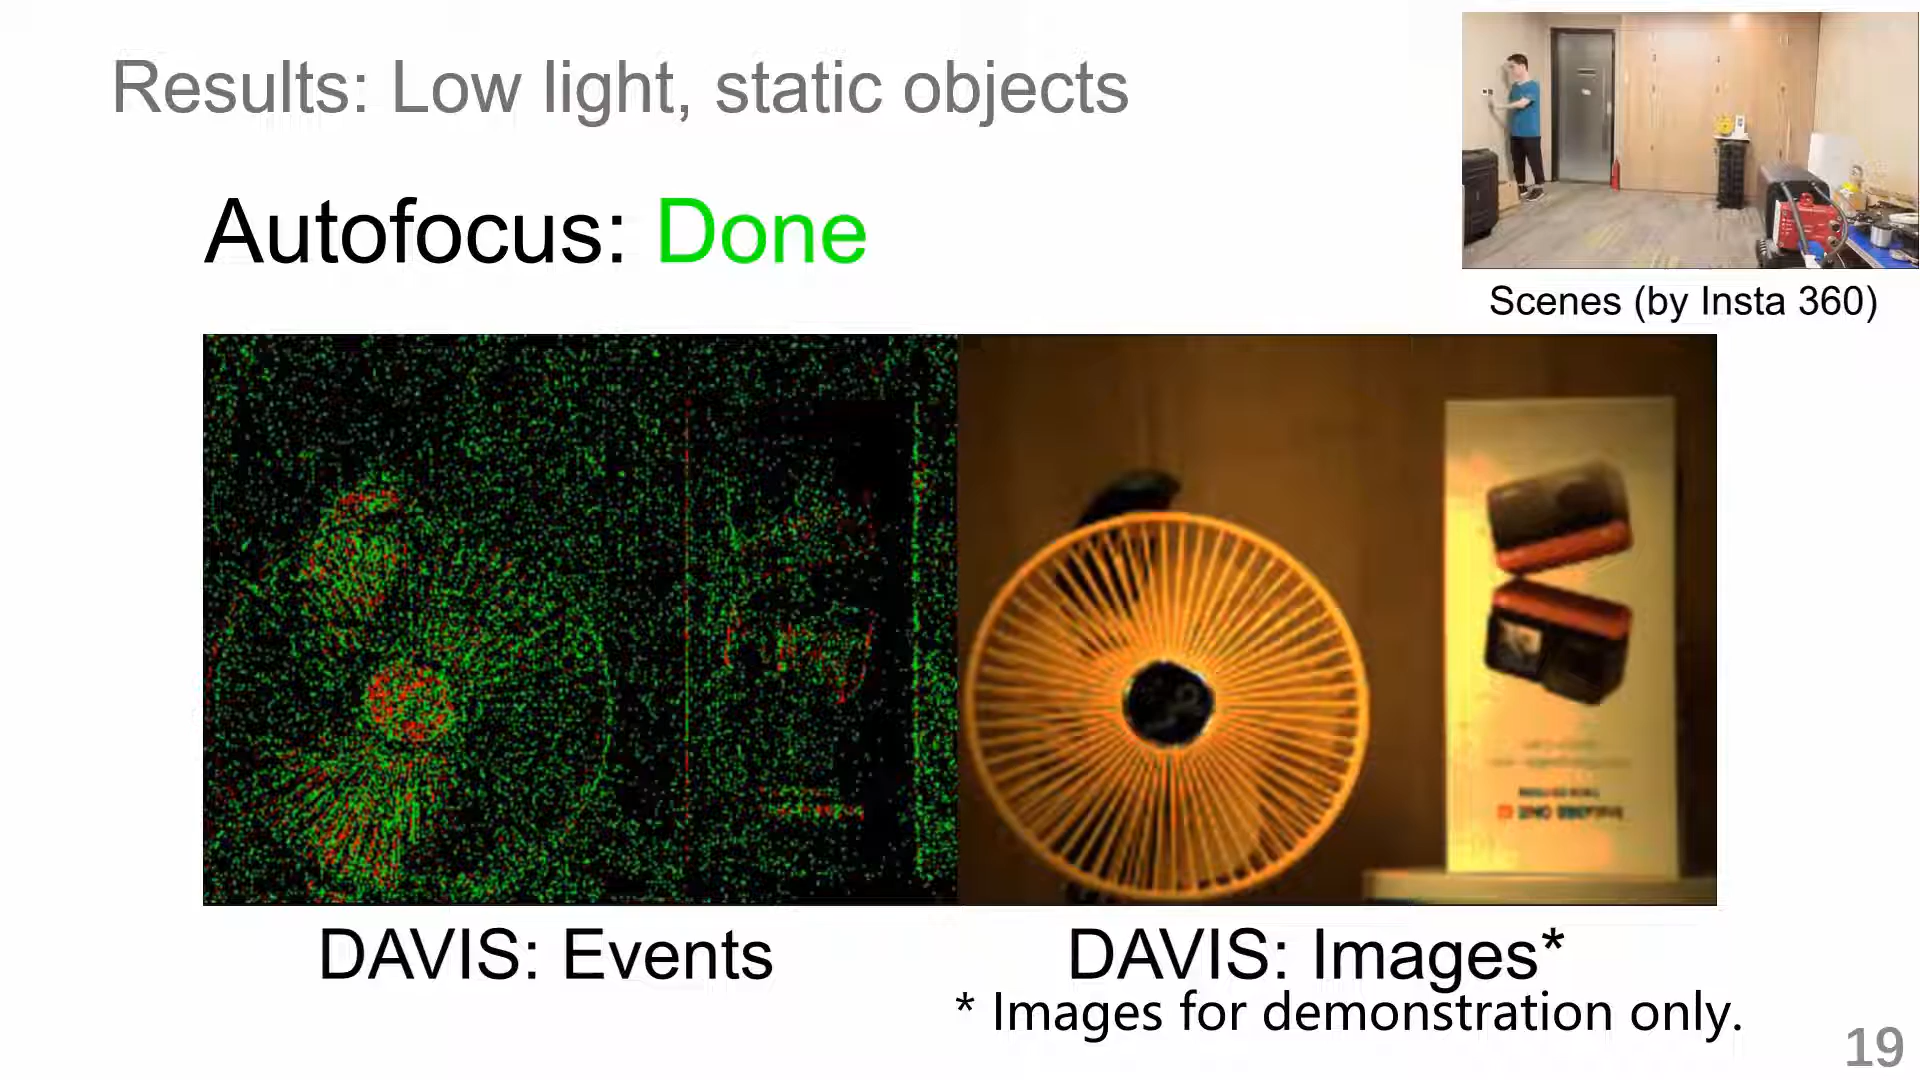 Results: Low light, static objects
Autofocus: Done
Scenes (by Insta 360)
DAVIS: Events
DAVIS: Images*
* Images for demonstration only.
19